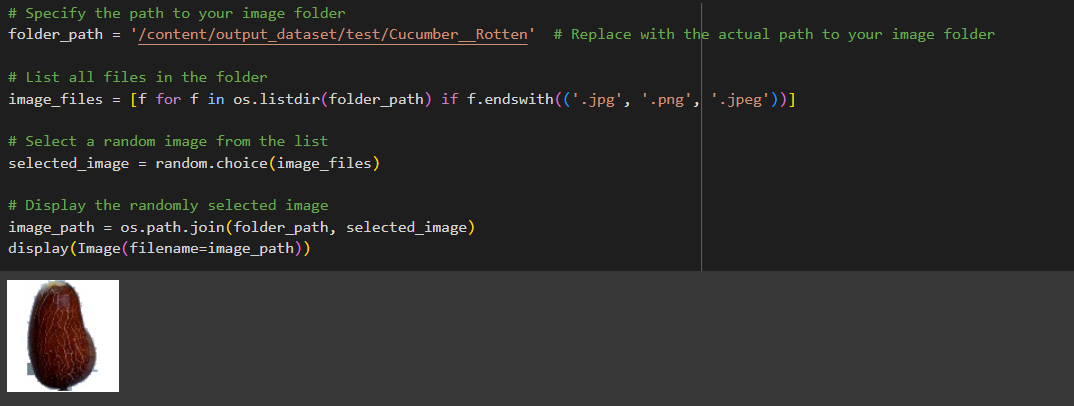 # Specify the path to your image folder
folder_path = '/content/output_dataset/test/Cucumber__Rotten'  # Replace with the actual path to your image folder
# List all files in the folder
image_files = [f for f in os.listdir(folder_path) if f.endswith(('.jpg', '.png', '.jpeg'))]
# Select a random image from the list
selected_image = random.choice(image_files)
# Display the randomly selected image
image_path = os.path.join(folder_path, selected_image)
display(Image(filename=image_path))